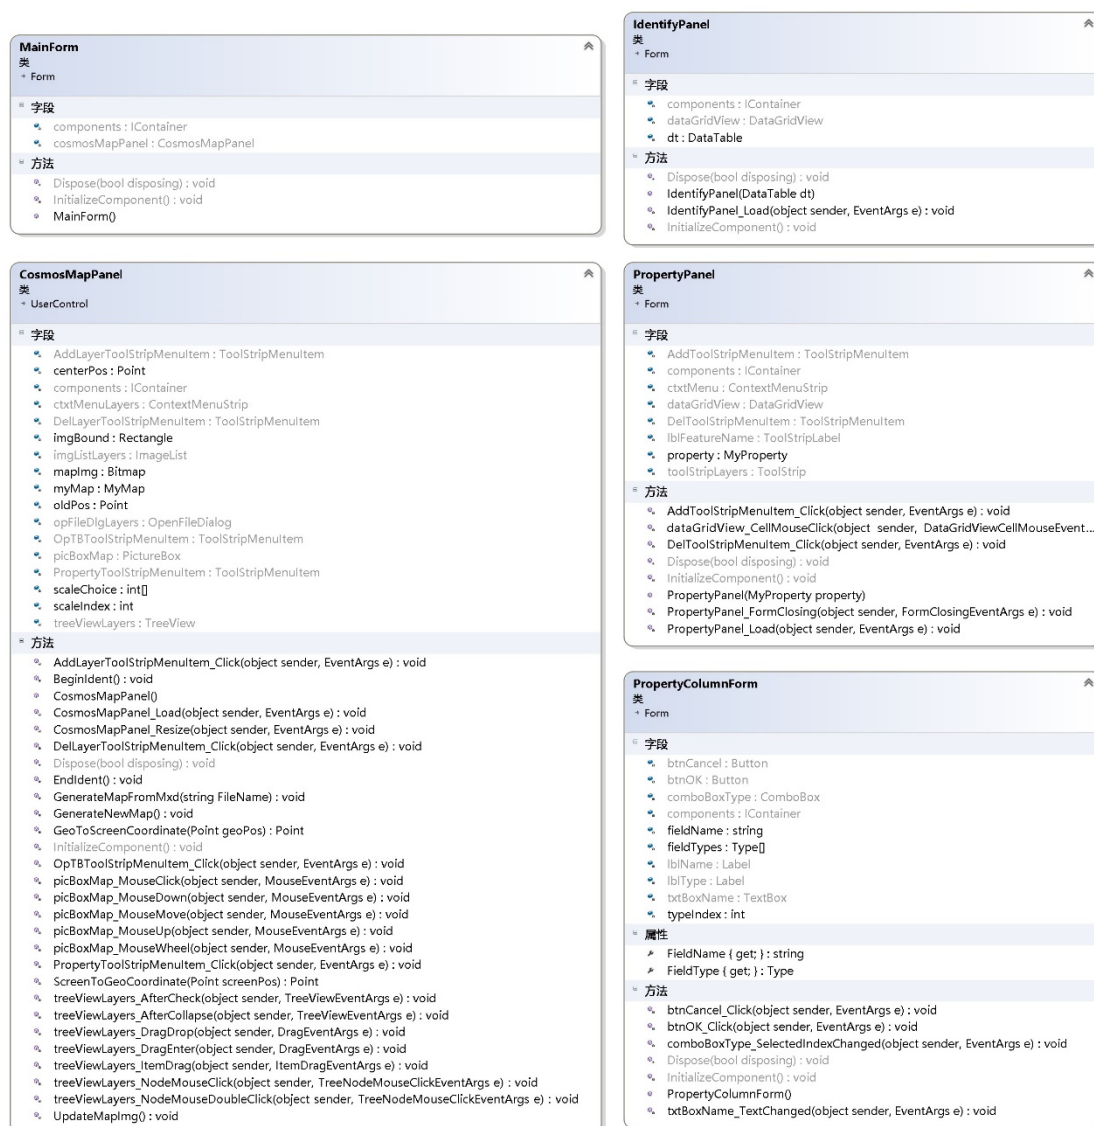 MainForm
类
Form
字段
components : IContainer
cosmosMapPanel : CosmosMapPanel
方法
Dispose(bool disposing) : void
InitializeComponent() : void
MainForm()
CosmosMapPanel
类
UserControl
字段
AddLayerToolStripMenuItem : ToolStripMenuItem
centerPos : Point
components : IContainer
ctxtMenuLayers : ContextMenuStrip
DelLayerToolStripMenuItem : ToolStripMenuItem
imgBound : Rectangle
imgListLayers : ImageList
mapImg : Bitmap
myMap : MyMap
oldPos : Point
opFileDlgLayers : OpenFileDialog
OpTBToolStripMenuItem : ToolStripMenuItem
picBoxMap : PictureBox
PropertyToolStripMenuItem : ToolStripMenuItem
scaleChoice : int[]
scaleIndex : int
treeViewLayers : TreeView
方法
AddLayerToolStripMenuItem_Click(object sender, EventArgs e) : void
BeginIdent() : void
CosmosMapPanel()
CosmosMapPanel_Load(object sender, EventArgs e) : void
CosmosMapPanel_Resize(object sender, EventArgs e) : void
DelLayerToolStripMenuItem_Click(object sender, EventArgs e) : void
Dispose(bool disposing) : void
EndIdent() : void
GenerateMapFromMxd(string FileName) : void
GenerateNewMap() : void
GeoToScreenCoordinate(Point geoPos) : Point
InitializeComponent() : void
OpTBToolStripMenuItem_Click(object sender, EventArgs e) : void
picBoxMap_MouseClick(object sender, MouseEventArgs e) : void
picBoxMap_MouseDown(object sender, MouseEventArgs e) : void
picBoxMap_MouseMove(object sender, MouseEventArgs e) : void
picBoxMap_MouseUp(object sender, MouseEventArgs e) : void
picBoxMap_MouseWheel(object sender, MouseEventArgs e) : void
PropertyToolStripMenuItem_Click(object sender, EventArgs e) : void
ScreenToGeoCoordinate(Point screenPos) : Point
treeViewLayers_AfterCheck(object sender, TreeViewEventArgs e) : void
treeViewLayers_AfterCollapse(object sender, TreeViewEventArgs e) : void
treeViewLayers_DragDrop(object sender, DragEventArgs e) : void
treeViewLayers_DragEnter(object sender, DragEventArgs e) : void
treeViewLayers_ItemDrag(object sender, ItemDragEventArgs e) : void
treeViewLayers_NodeMouseClick(object sender, TreeNodeMouseClickEventArgs e) : void
treeViewLayers_NodeMouseDoubleClick(object sender, TreeNodeMouseClickEventArgs e) : void
UpdateMapImg() : void
IdentifyPanel
类
Form
字段
components : IContainer
dataGridView : DataGridView
dt : DataTable
方法
Dispose(bool disposing) : void
IdentifyPanel(DataTable dt)
IdentifyPanel_Load(object sender, EventArgs e) : void
InitializeComponent() : void
PropertyPanel
类
Form
字段
AddToolStripMenuItem : ToolStripMenuItem
components : IContainer
ctxtMenu : ContextMenuStrip
dataGridView : DataGridView
DelToolStripMenuItem : ToolStripMenuItem
lblFeatureName : ToolStripLabel
property : MyProperty
toolStripLayers : ToolStrip
方法
AddToolStripMenuItem_Click(object sender, EventArgs e) : void
dataGridView_CellMouseClick(object sender, DataGridViewCellMouseEvent...
DelToolStripMenuItem_Click(object sender, EventArgs e) : void
Dispose(bool disposing) : void
InitializeComponent() : void
PropertyPanel(MyProperty property)
PropertyPanel_FormClosing(object sender, FormClosingEventArgs e) : void
PropertyPanel_Load(object sender, EventArgs e) : void
PropertyColumnForm
类
Form
字段
btnCancel : Button
btnOK : Button
comboBoxType : ComboBox
components : IContainer
fieldName : string
fieldTypes : Type[]
lblName : Label
lblType : Label
txtBoxName : TextBox
typeIndex : int
属性
FieldName { get; } : string
FieldType { get; } : Type
方法
btnCancel_Click(object sender, EventArgs e) : void
btnOK_Click(object sender, EventArgs e) : void
comboBoxType_SelectedIndexChanged(object sender, EventArgs e) : void
Dispose(bool disposing) : void
InitializeComponent() : void
PropertyColumnForm()
txtBoxName_TextChanged(object sender, EventArgs e) : void